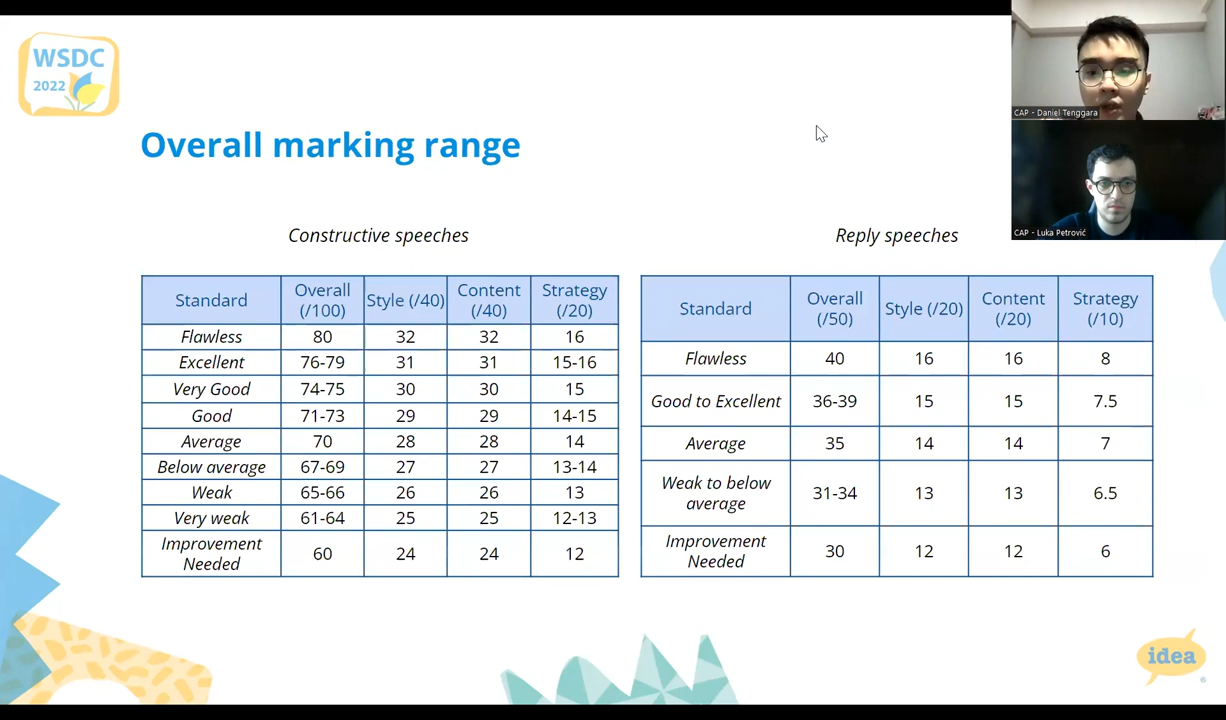 WSDC
2022
CAP - Daniel Tenggara
CAP - Luka Petrović
Overall marking range
Constructive speeches
Standard Overall (/100) Style (/40) Content (/40) Strategy (/20)
Flawless 80 32 32 16
Excellent 76-79 31 31 15-16
Very Good 74-75 30 30 15
Good 71-73 29 29 14-15
Average 70 28 28 14
Below average 67-69 27 27 13-14
Weak 65-66 26 26 13
Very weak 61-64 25 25 12-13
Improvement Needed 60 24 24 12
Reply speeches
Standard Overall (/50) Style (/20) Content (/20) Strategy (/10)
Flawless 40 16 16 8
Good to Excellent 36-39 15 15 7.5
Average 35 14 14 7
Weak to below average 31-34 13 13 6.5
Improvement Needed 30 12 12 6
idea